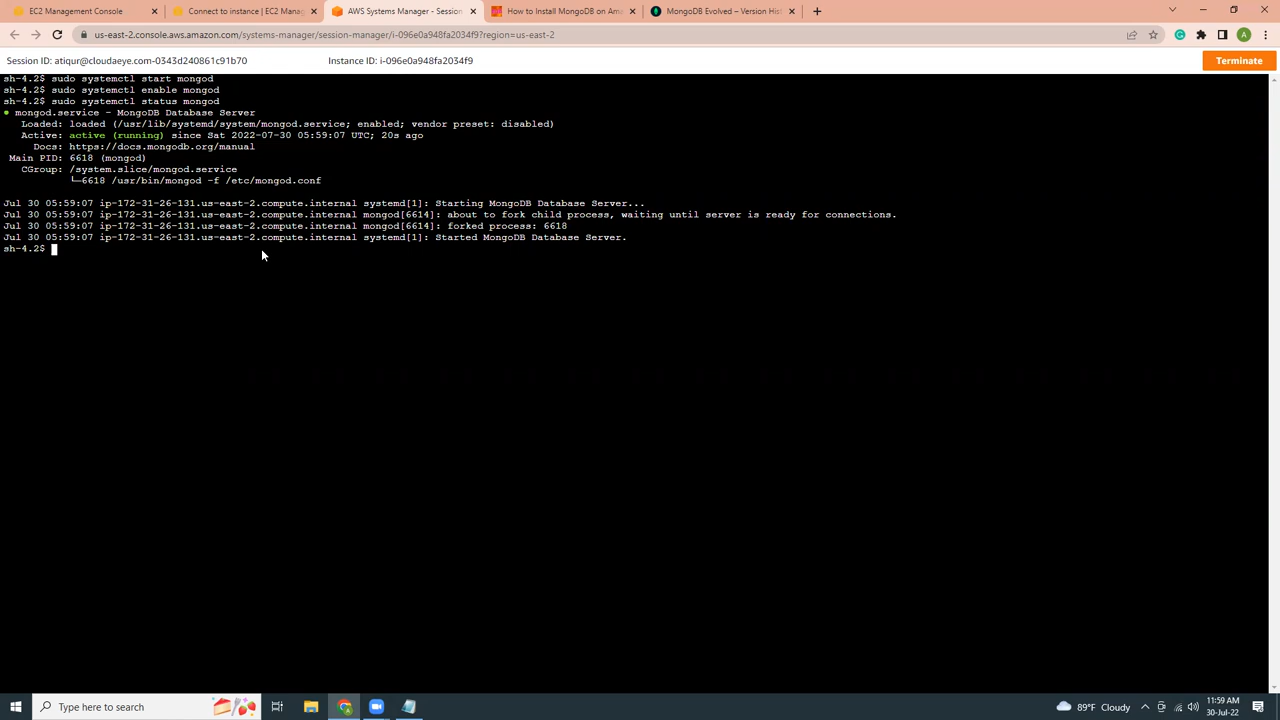 EC2 Management Console
Connect to instance | EC2 Manag
AWS Systems Manager - Session
How to Install MongoDB on Ama
MongoDB Evolved – Version Hist
us-east-2.console.aws.amazon.com/systems-manager/session-manager/i-096e0a948fa2034f9?region=us-east-2
A
Session ID: atiqur@cloudaeye.com-0343d240861c91b70
Instance ID: i-096e0a948fa2034f9
Terminate
sh-4.2$ sudo systemctl start mongod
sh-4.2$ sudo systemctl enable mongod
sh-4.2$ sudo systemctl status mongod
● mongod.service - MongoDB Database Server
Loaded: loaded (/usr/lib/systemd/system/mongod.service; enabled; vendor preset: disabled)
Active: active (running) since Sat 2022-07-30 05:59:07 UTC; 20s ago
Docs: https://docs.mongodb.org/manual
Main PID: 6618 (mongod)
CGroup: /system.slice/mongod.service
└─6618 /usr/bin/mongod -f /etc/mongod.conf
Jul 30 05:59:07 ip-172-31-26-131.us-east-2.compute.internal systemd[1]: Starting MongoDB Database Server...
Jul 30 05:59:07 ip-172-31-26-131.us-east-2.compute.internal mongod[6614]: about to fork child process, waiting until server is ready for connections.
Jul 30 05:59:07 ip-172-31-26-131.us-east-2.compute.internal mongod[6614]: forked process: 6618
Jul 30 05:59:07 ip-172-31-26-131.us-east-2.compute.internal systemd[1]: Started MongoDB Database Server.
sh-4.2$
Type here to search
89°F Cloudy
11:59 AM
30-Jul-22